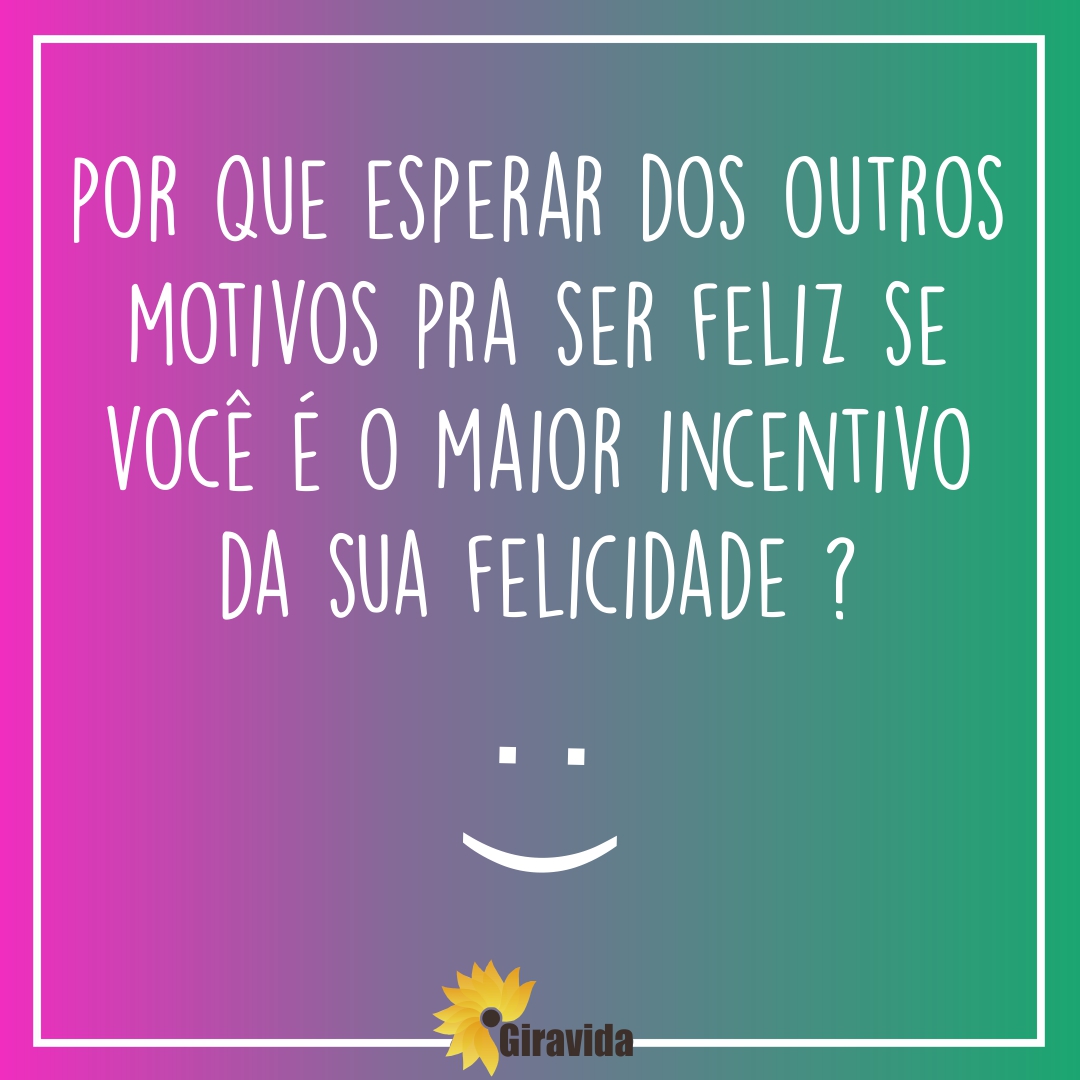 POR QUE ESPERAR DOS OUTROS
MOTIVOS PRA SER FELIZ SE
VOCÊ É O MAIOR INCENTIVO
DA SUA FELICIDADE ?
Giravida